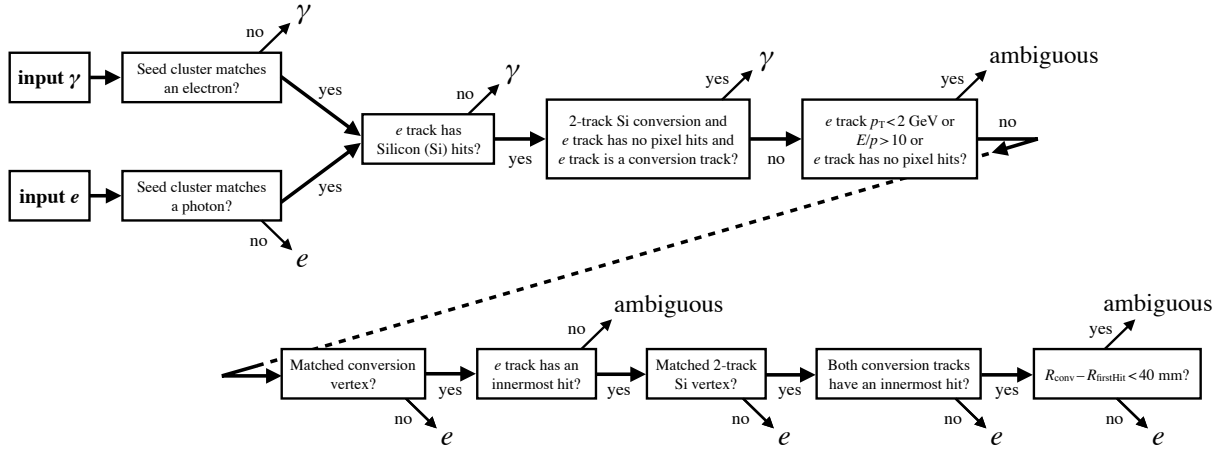 no
γ
input γ
Seed cluster matches
an electron?
yes
input e
Seed cluster matches
a photon?
yes
no
e
no
γ
e track has
Silicon (Si) hits?
yes
yes
γ
2-track Si conversion and
e track has no pixel hits and
e track is a conversion track?
no
yes
ambiguous
e track pT < 2 GeV or
E/p > 10 or
e track has no pixel hits?
no
Matched conversion
vertex?
yes
no
e
no
ambiguous
e track has an
innermost hit?
yes
Matched 2-track
Si vertex?
yes
no
e
Both conversion tracks
have an innermost hit?
yes
no
e
yes
ambiguous
Rconv – RfirstHit < 40 mm?
no
e